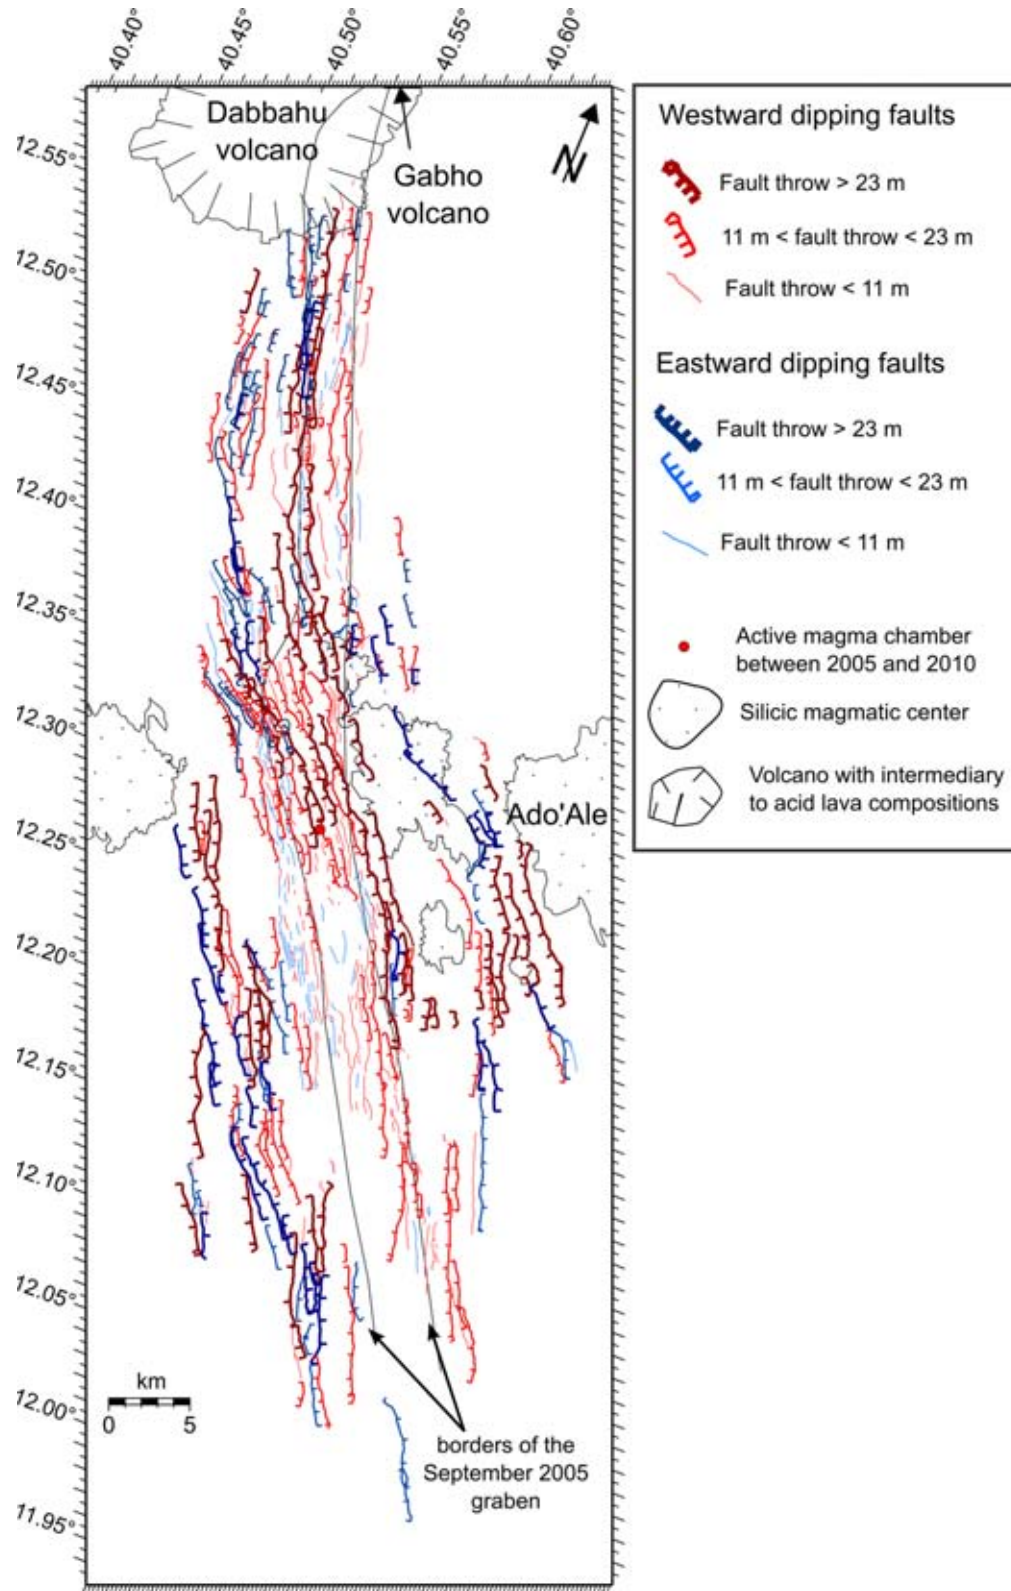 40.40°
40.45°
40.50°
40.55°
40.60°
Dabbahu
volcano
Gabho
volcano
N
12.55°
12.50°
12.45°
12.40°
12.35°
12.30°
12.25°
12.20°
12.15°
12.10°
12.05°
12.00°
11.95°
Ado'Ale
km
0 5
borders of the
September 2005
graben
Westward dipping faults
Fault throw > 23 m
11 m < fault throw < 23 m
Fault throw < 11 m
Eastward dipping faults
Fault throw > 23 m
11 m < fault throw < 23 m
Fault throw < 11 m
Active magma chamber
between 2005 and 2010
Silicic magmatic center
Volcano with intermediary
to acid lava compositions